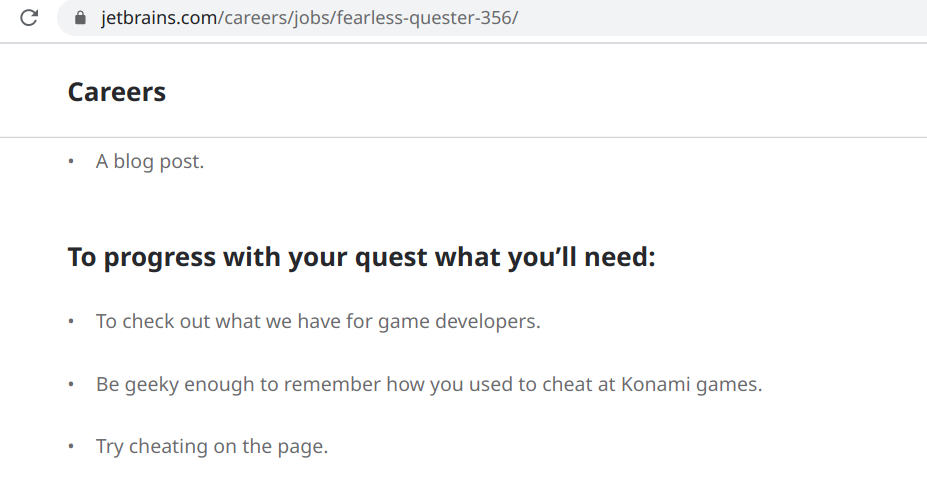 jetbrains.com/careers/jobs/fearless-quester-356/
Careers
• A blog post.
To progress with your quest what you’ll need:
• To check out what we have for game developers.
• Be geeky enough to remember how you used to cheat at Konami games.
• Try cheating on the page.